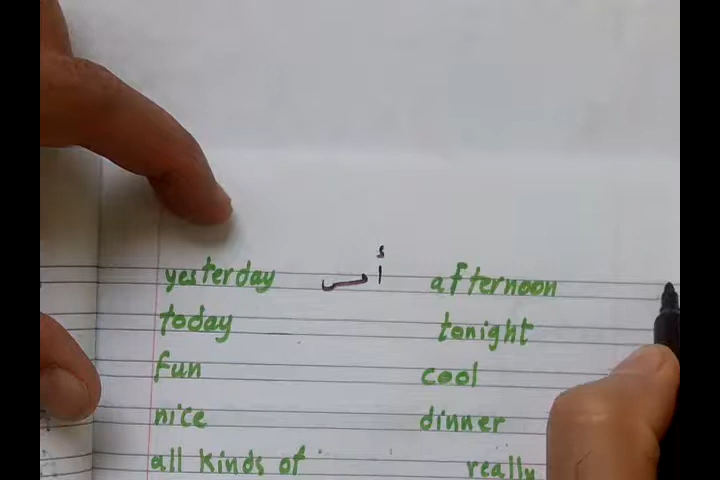 yesterday أمس afternoon
today tonight
fun cool
nice dinner
all kinds of really